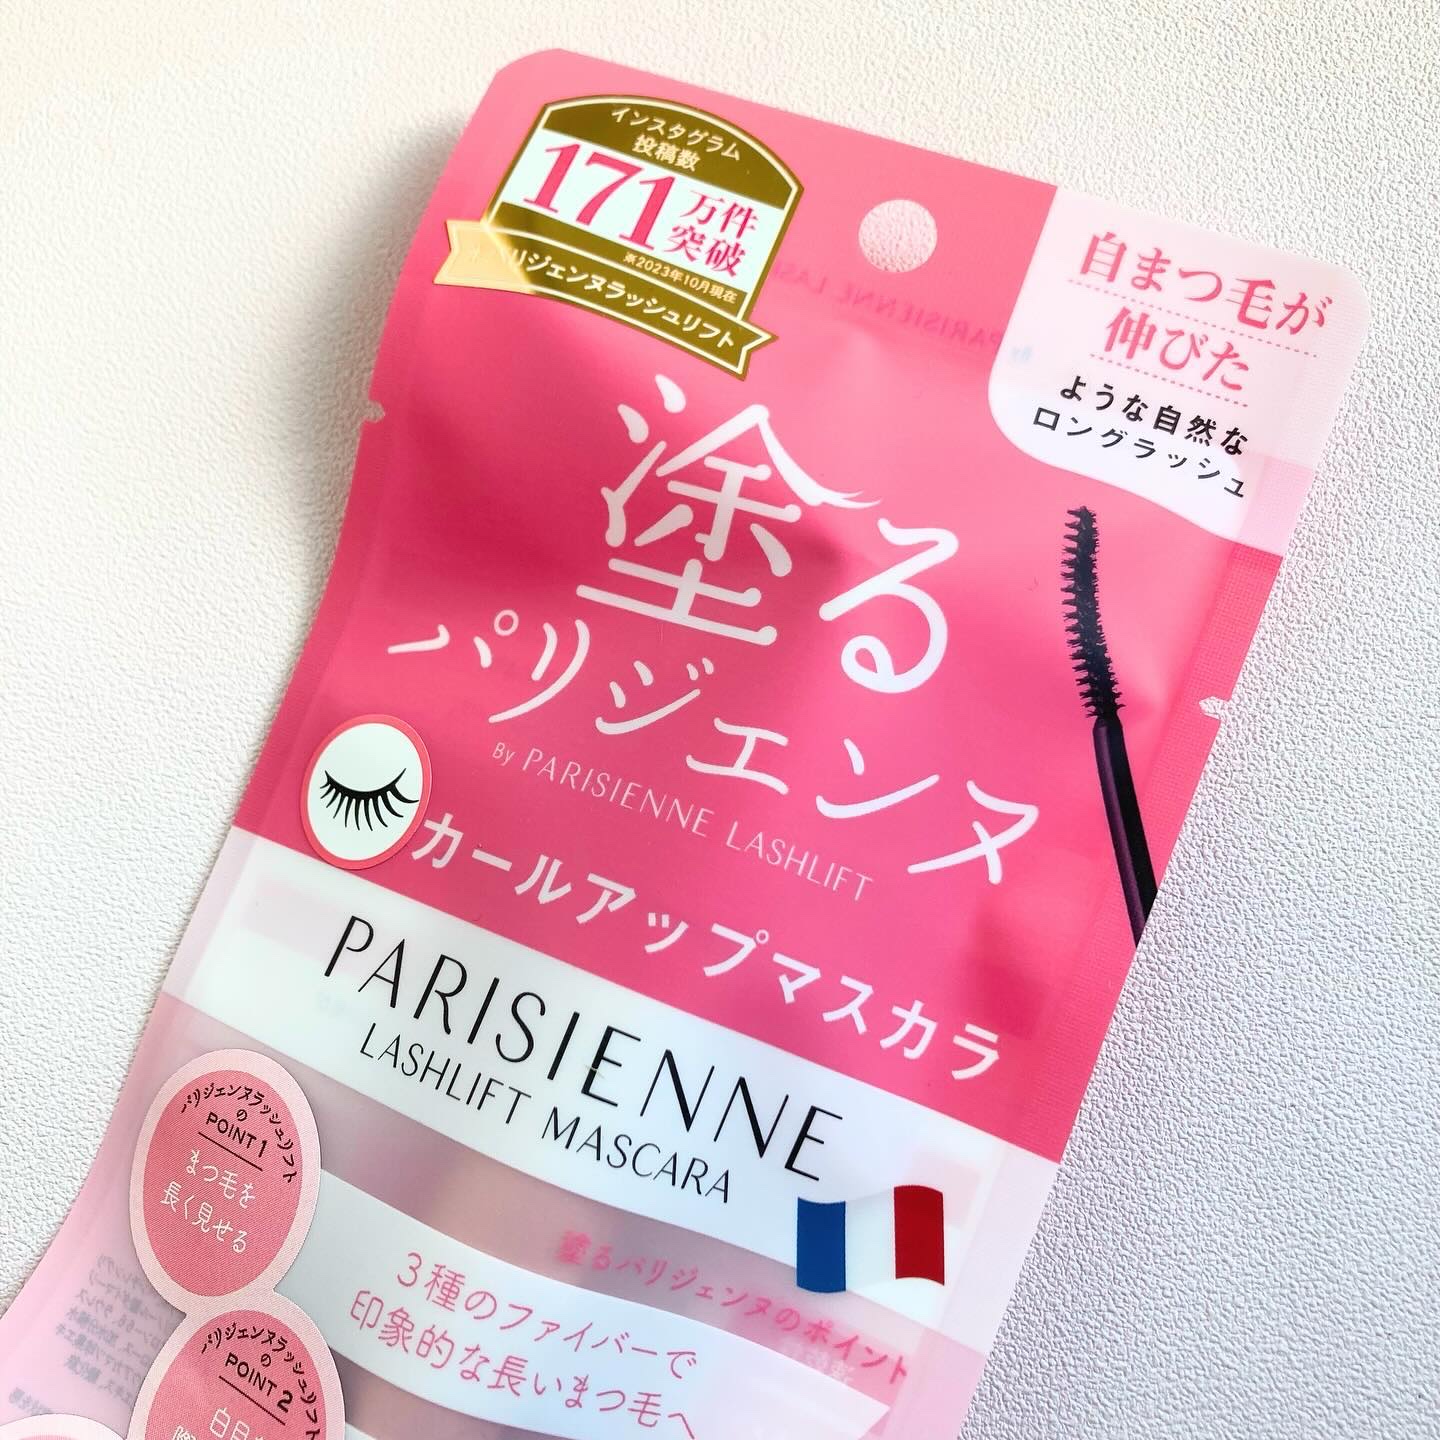 インスタグラム
投稿数
171万件
突破
※2023年10月現在
リジェンヌラッシュリフト
自まつ毛が
伸びた
ような自然な
ロングラッシュ
塗る
パリジェンヌ
By PARISIENNE LASHLIFT
カールアップマスカラ
PARISIENNE
LASHLIFT MASCARA
塗るパリジェンヌのポイント
パリジェンヌラッシュリフト
の
POINT 1
まつ毛を
長く見せる
3種のファイバーで
印象的な長いまつ毛へ
パリジェンヌラッシュリフト
の
POINT 2
白目